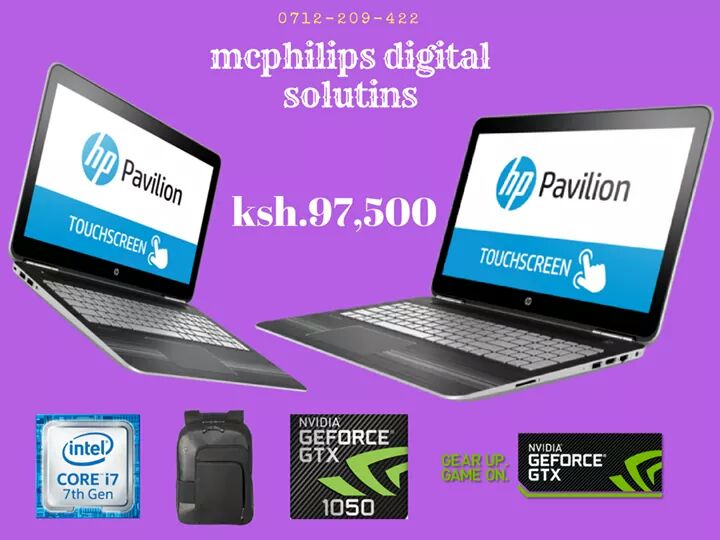 0712-209-422
mcphilips digital
solutins
hp Pavilion
TOUCHSCREEN
ksh.97,500
hp Pavilion
TOUCHSCREEN
intel
CORE i7
7th Gen
NVIDIA
GEFORCE
GTX
1050
GEAR UP.
GAME ON.
NVIDIA
GEFORCE
GTX